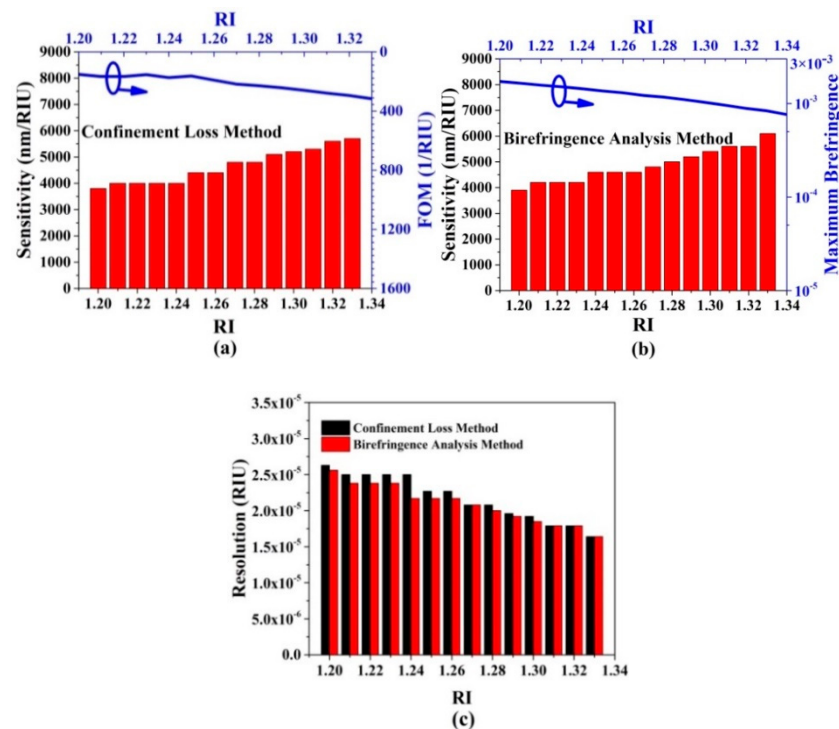 RI
1.20 1.22 1.24 1.26 1.28 1.30 1.32
9000
8000
7000
6000
5000
4000
3000
2000
1000
0
Sensitivity (nm/RIU)
Confinement Loss Method
0
300
600
900
1200
1600
FOM (1/RIU)
1.20 1.22 1.24 1.26 1.28 1.30 1.32 1.34
RI
(a)
RI
1.20 1.22 1.24 1.26 1.28 1.30 1.32 1.34
9000
8000
7000
6000
5000
4000
3000
2000
1000
0
Sensitivity (nm/RIU)
Birefringence Analysis Method
3×10⁻³
10⁻³
10⁻⁴
10⁻⁵
Maximum Brefringence
1.20 1.22 1.24 1.26 1.28 1.30 1.32 1.34
RI
(b)
3.5x10⁻⁵
3.0x10⁻⁵
2.5x10⁻⁵
2.0x10⁻⁵
1.5x10⁻⁵
1.0x10⁻⁵
5.0x10⁻⁶
0.0
Resolution (RIU)
Confinement Loss Method
Birefringence Analysis Method
1.20 1.22 1.24 1.26 1.28 1.30 1.32 1.34
RI
(c)